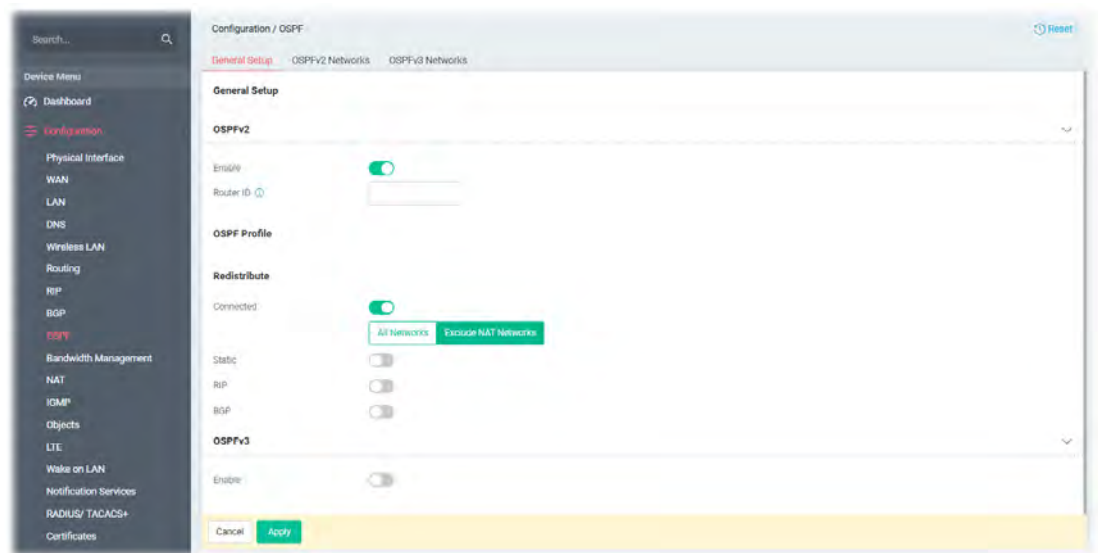 Search...
Device Menu
Dashboard
Configuration
Physical Interface
WAN
LAN
DNS
Wireless LAN
Routing
RIP
BGP
OSPF
Bandwidth Management
NAT
IGMP
Objects
LTE
Wake on LAN
Notification Services
RADIUS/ TACACS+
Certificates
Configuration / OSPF
Reset
General Setup OSPFv2 Networks OSPFv3 Networks
General Setup
OSPFv2
Enable
Router ID
OSPF Profile
Redistribute
Connected
All Networks Exclude NAT Networks
Static
RIP
BGP
OSPFv3
Enable
Cancel Apply